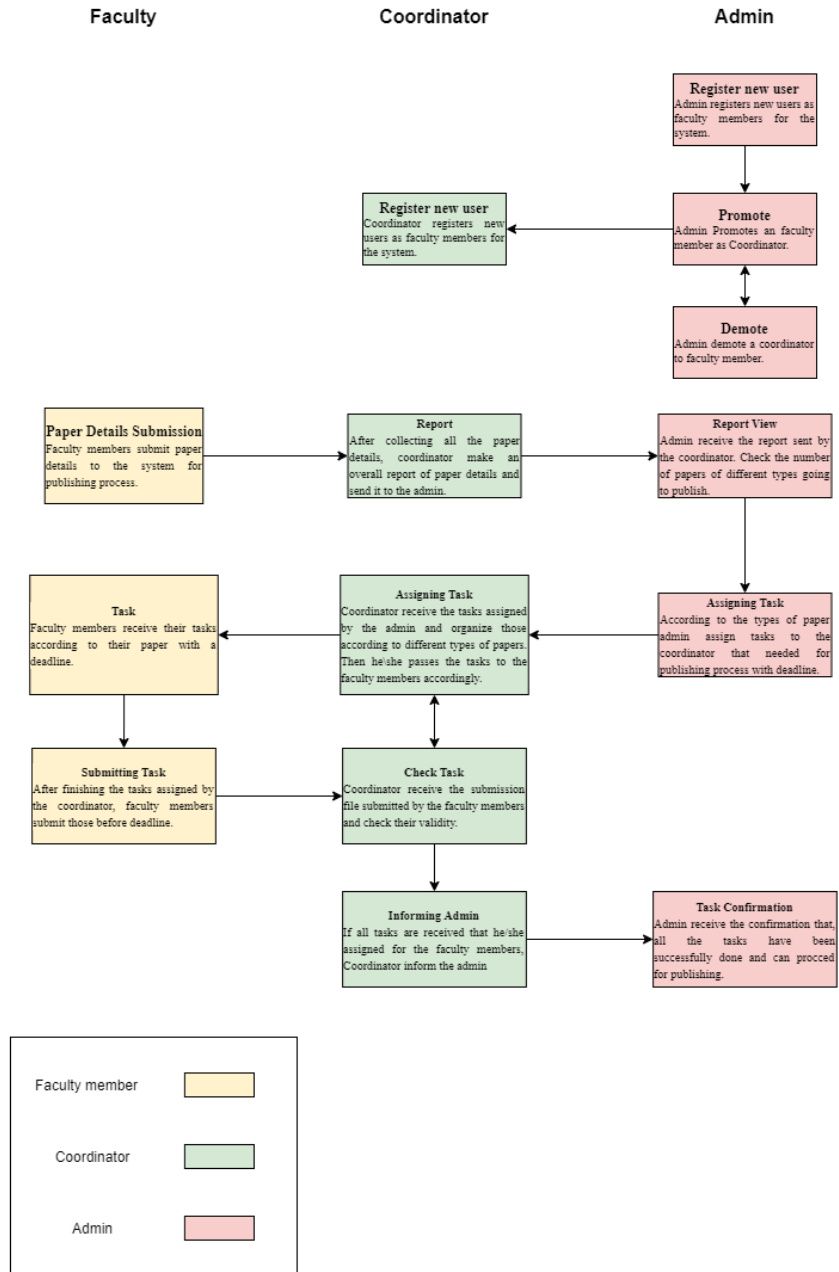 Faculty
Coordinator
Admin
Register new user
Admin registers new users as
faculty members for the
system.
Register new user
Coordinator registers new
users as faculty members for
the system.
Promote
Admin Promotes an faculty
member as Coordinator.
Demote
Admin demote a coordinator
to faculty member.
Paper Details Submission
Faculty members submit paper
details to the system for
publishing process.
Report
After collecting all the paper
details, coordinator make an
overall report of paper details and
send it to the admin.
Report View
Admin receive the report sent by
the coordinator. Check the number
of papers of different types going
to publish.
Task
Faculty members receive their tasks
according to their paper with a
deadline.
Assigning Task
Coordinator receive the tasks assigned
by the admin and organize those
according to different types of papers.
Then he\she passes the tasks to the
faculty members accordingly.
Assigning Task
According to the types of paper
admin assign tasks to the
coordinator that needed for
publishing process with deadline.
Submitting Task
After finishing the tasks assigned by
the coordinator, faculty members
submit those before deadline.
Check Task
Coordinator receive the submission
file submitted by the faculty members
and check their validity.
Informing Admin
If all tasks are received that he/she
assigned for the faculty members,
Coordinator inform the admin
Task Confirmation
Admin receive the confirmation that,
all the tasks have been
successfully done and can procced
for publishing.
Faculty member
Coordinator
Admin